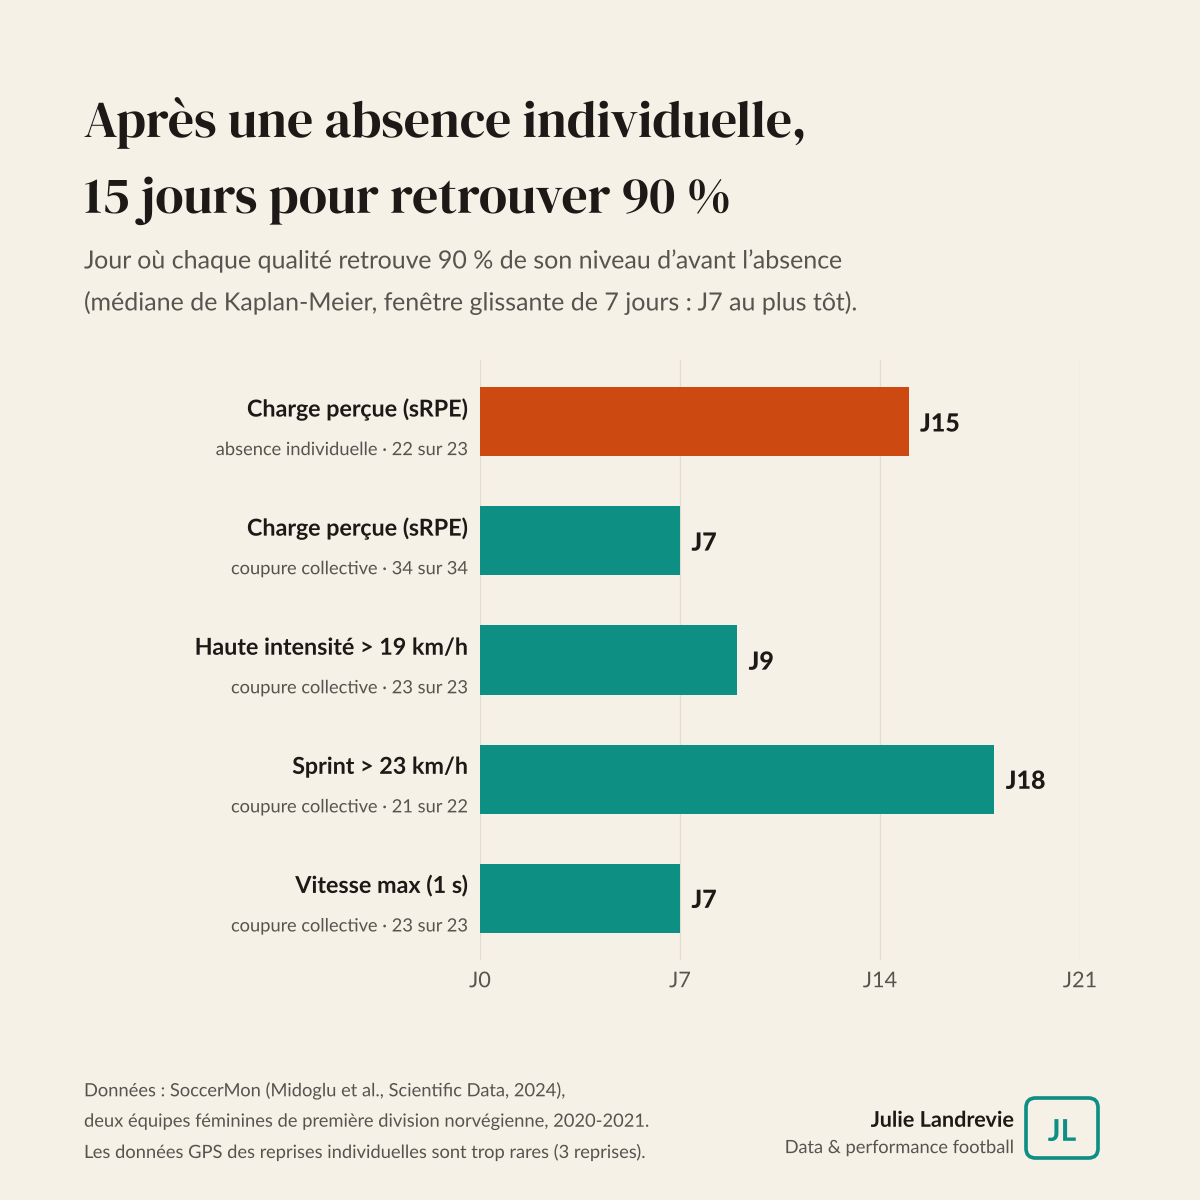 Après une absence individuelle,
15 jours pour retrouver 90 %
Jour où chaque qualité retrouve 90 % de son niveau d’avant l’absence
(médiane de Kaplan-Meier, fenêtre glissante de 7 jours : J7 au plus tôt).
Charge perçue (sRPE)
absence individuelle · 22 sur 23
J15
Charge perçue (sRPE)
coupure collective · 34 sur 34
J7
Haute intensité > 19 km/h
coupure collective · 23 sur 23
J9
Sprint > 23 km/h
coupure collective · 21 sur 22
J18
Vitesse max (1 s)
coupure collective · 23 sur 23
J7
J0 J7 J14 J21
Données : SoccerMon (Midoglu et al., Scientific Data, 2024),
deux équipes féminines de première division norvégienne, 2020-2021.
Les données GPS des reprises individuelles sont trop rares (3 reprises).
Julie Landrevie
Data & performance football
JL